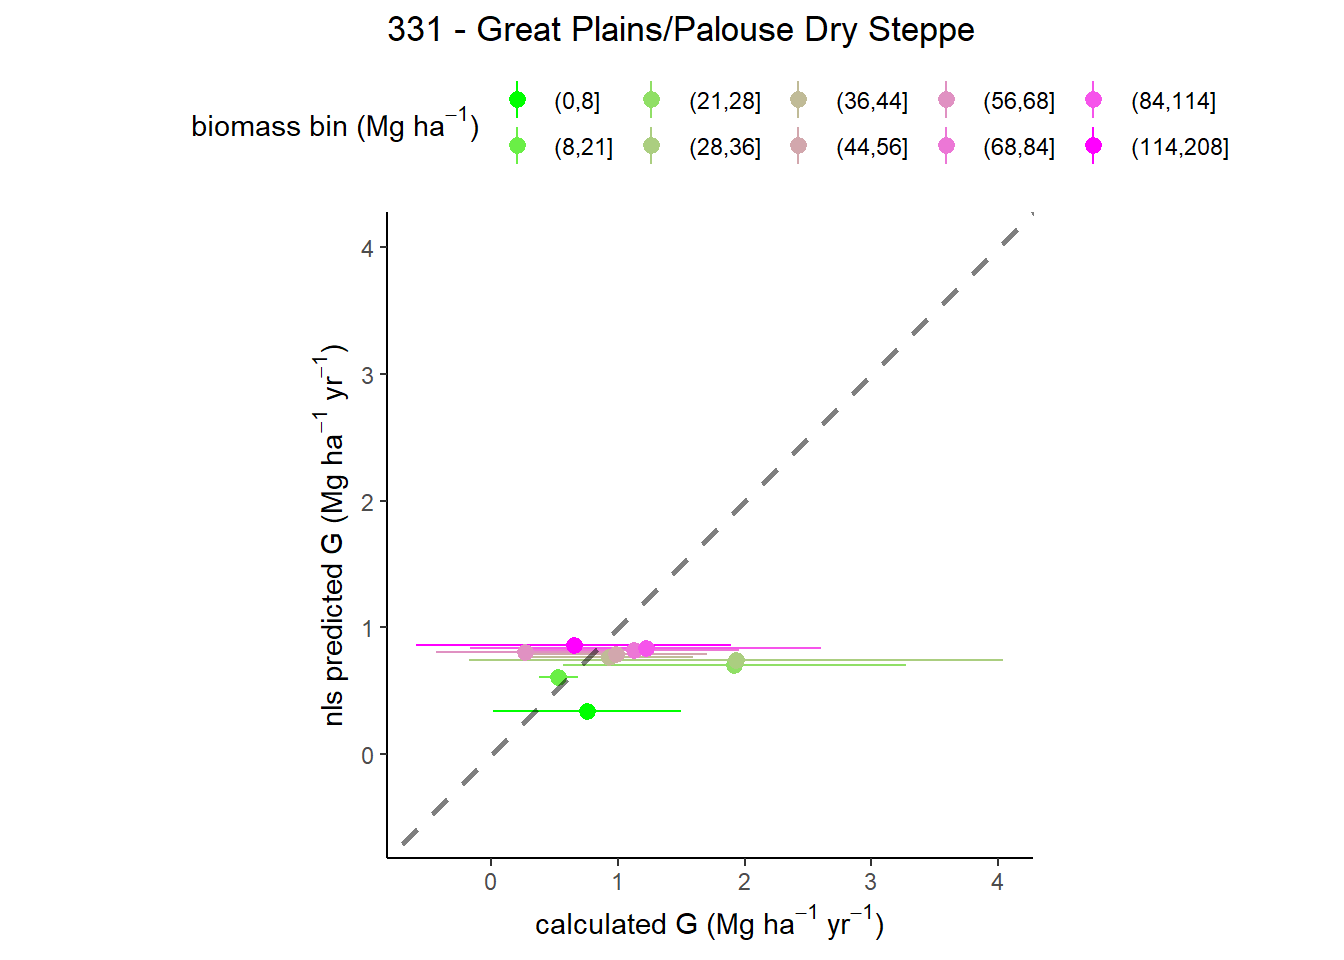 331 - Great Plains/Palouse Dry Steppe
biomass bin (Mg ha⁻¹)
(0,8] (21,28] (36,44] (56,68] (84,114]
(8,21] (28,36] (44,56] (68,84] (114,208]
nls predicted G (Mg ha⁻¹ yr⁻¹)
4
3
2
1
0
0 1 2 3 4
calculated G (Mg ha⁻¹ yr⁻¹)